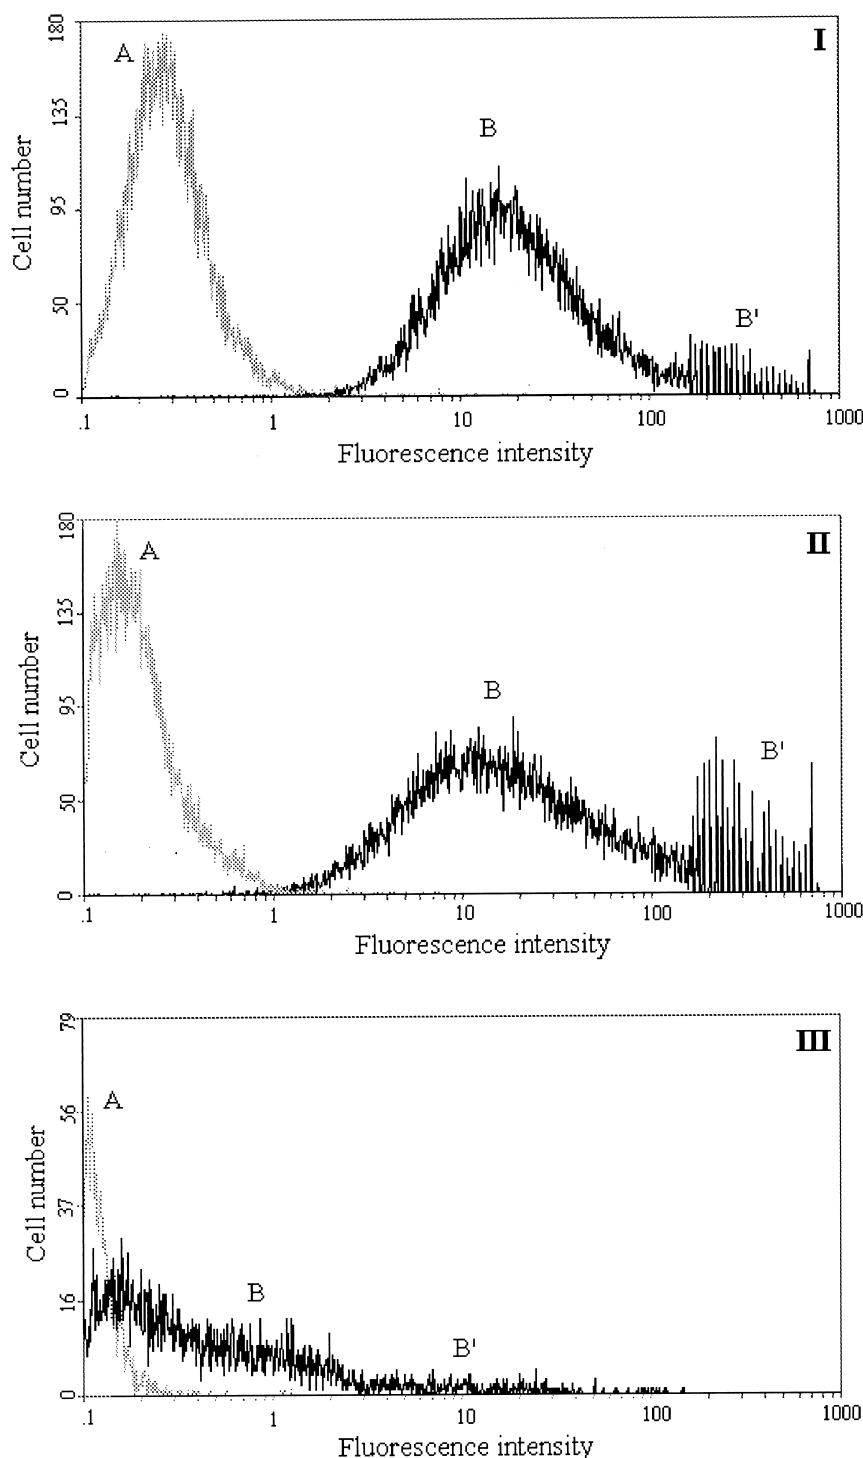 I
A
B
B'
Cell number
180
135
95
50
0
.1 1 10 100 1000
Fluorescence intensity
II
A
B
B'
Cell number
180
135
95
50
0
.1 1 10 100 1000
Fluorescence intensity
III
A
B
B'
Cell number
79
56
37
16
0
.1 1 10 100 1000
Fluorescence intensity